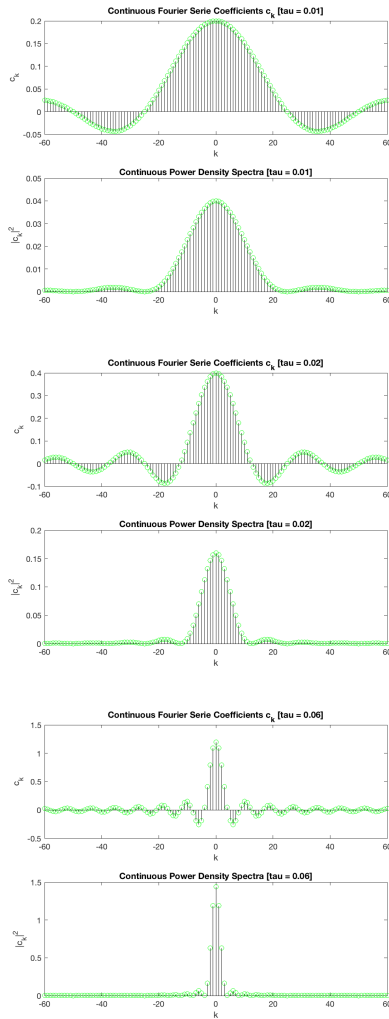 Continuous Fourier Serie Coefficients c_k [tau = 0.01]
0.2
0.15
0.1
0.05
0
-0.05
c_k
-60 -40 -20 0 20 40 60
k
Continuous Power Density Spectra [tau = 0.01]
0.05
0.04
0.03
0.02
0.01
0
|c_k|^2
-60 -40 -20 0 20 40 60
k
Continuous Fourier Serie Coefficients c_k [tau = 0.02]
0.4
0.3
0.2
0.1
0
-0.1
c_k
-60 -40 -20 0 20 40 60
k
Continuous Power Density Spectra [tau = 0.02]
0.2
0.15
0.1
0.05
0
|c_k|^2
-60 -40 -20 0 20 40 60
k
Continuous Fourier Serie Coefficients c_k [tau = 0.06]
1.5
1
0.5
0
-0.5
c_k
-60 -40 -20 0 20 40 60
k
Continuous Power Density Spectra [tau = 0.06]
1.5
1
0.5
0
|c_k|^2
-60 -40 -20 0 20 40 60
k